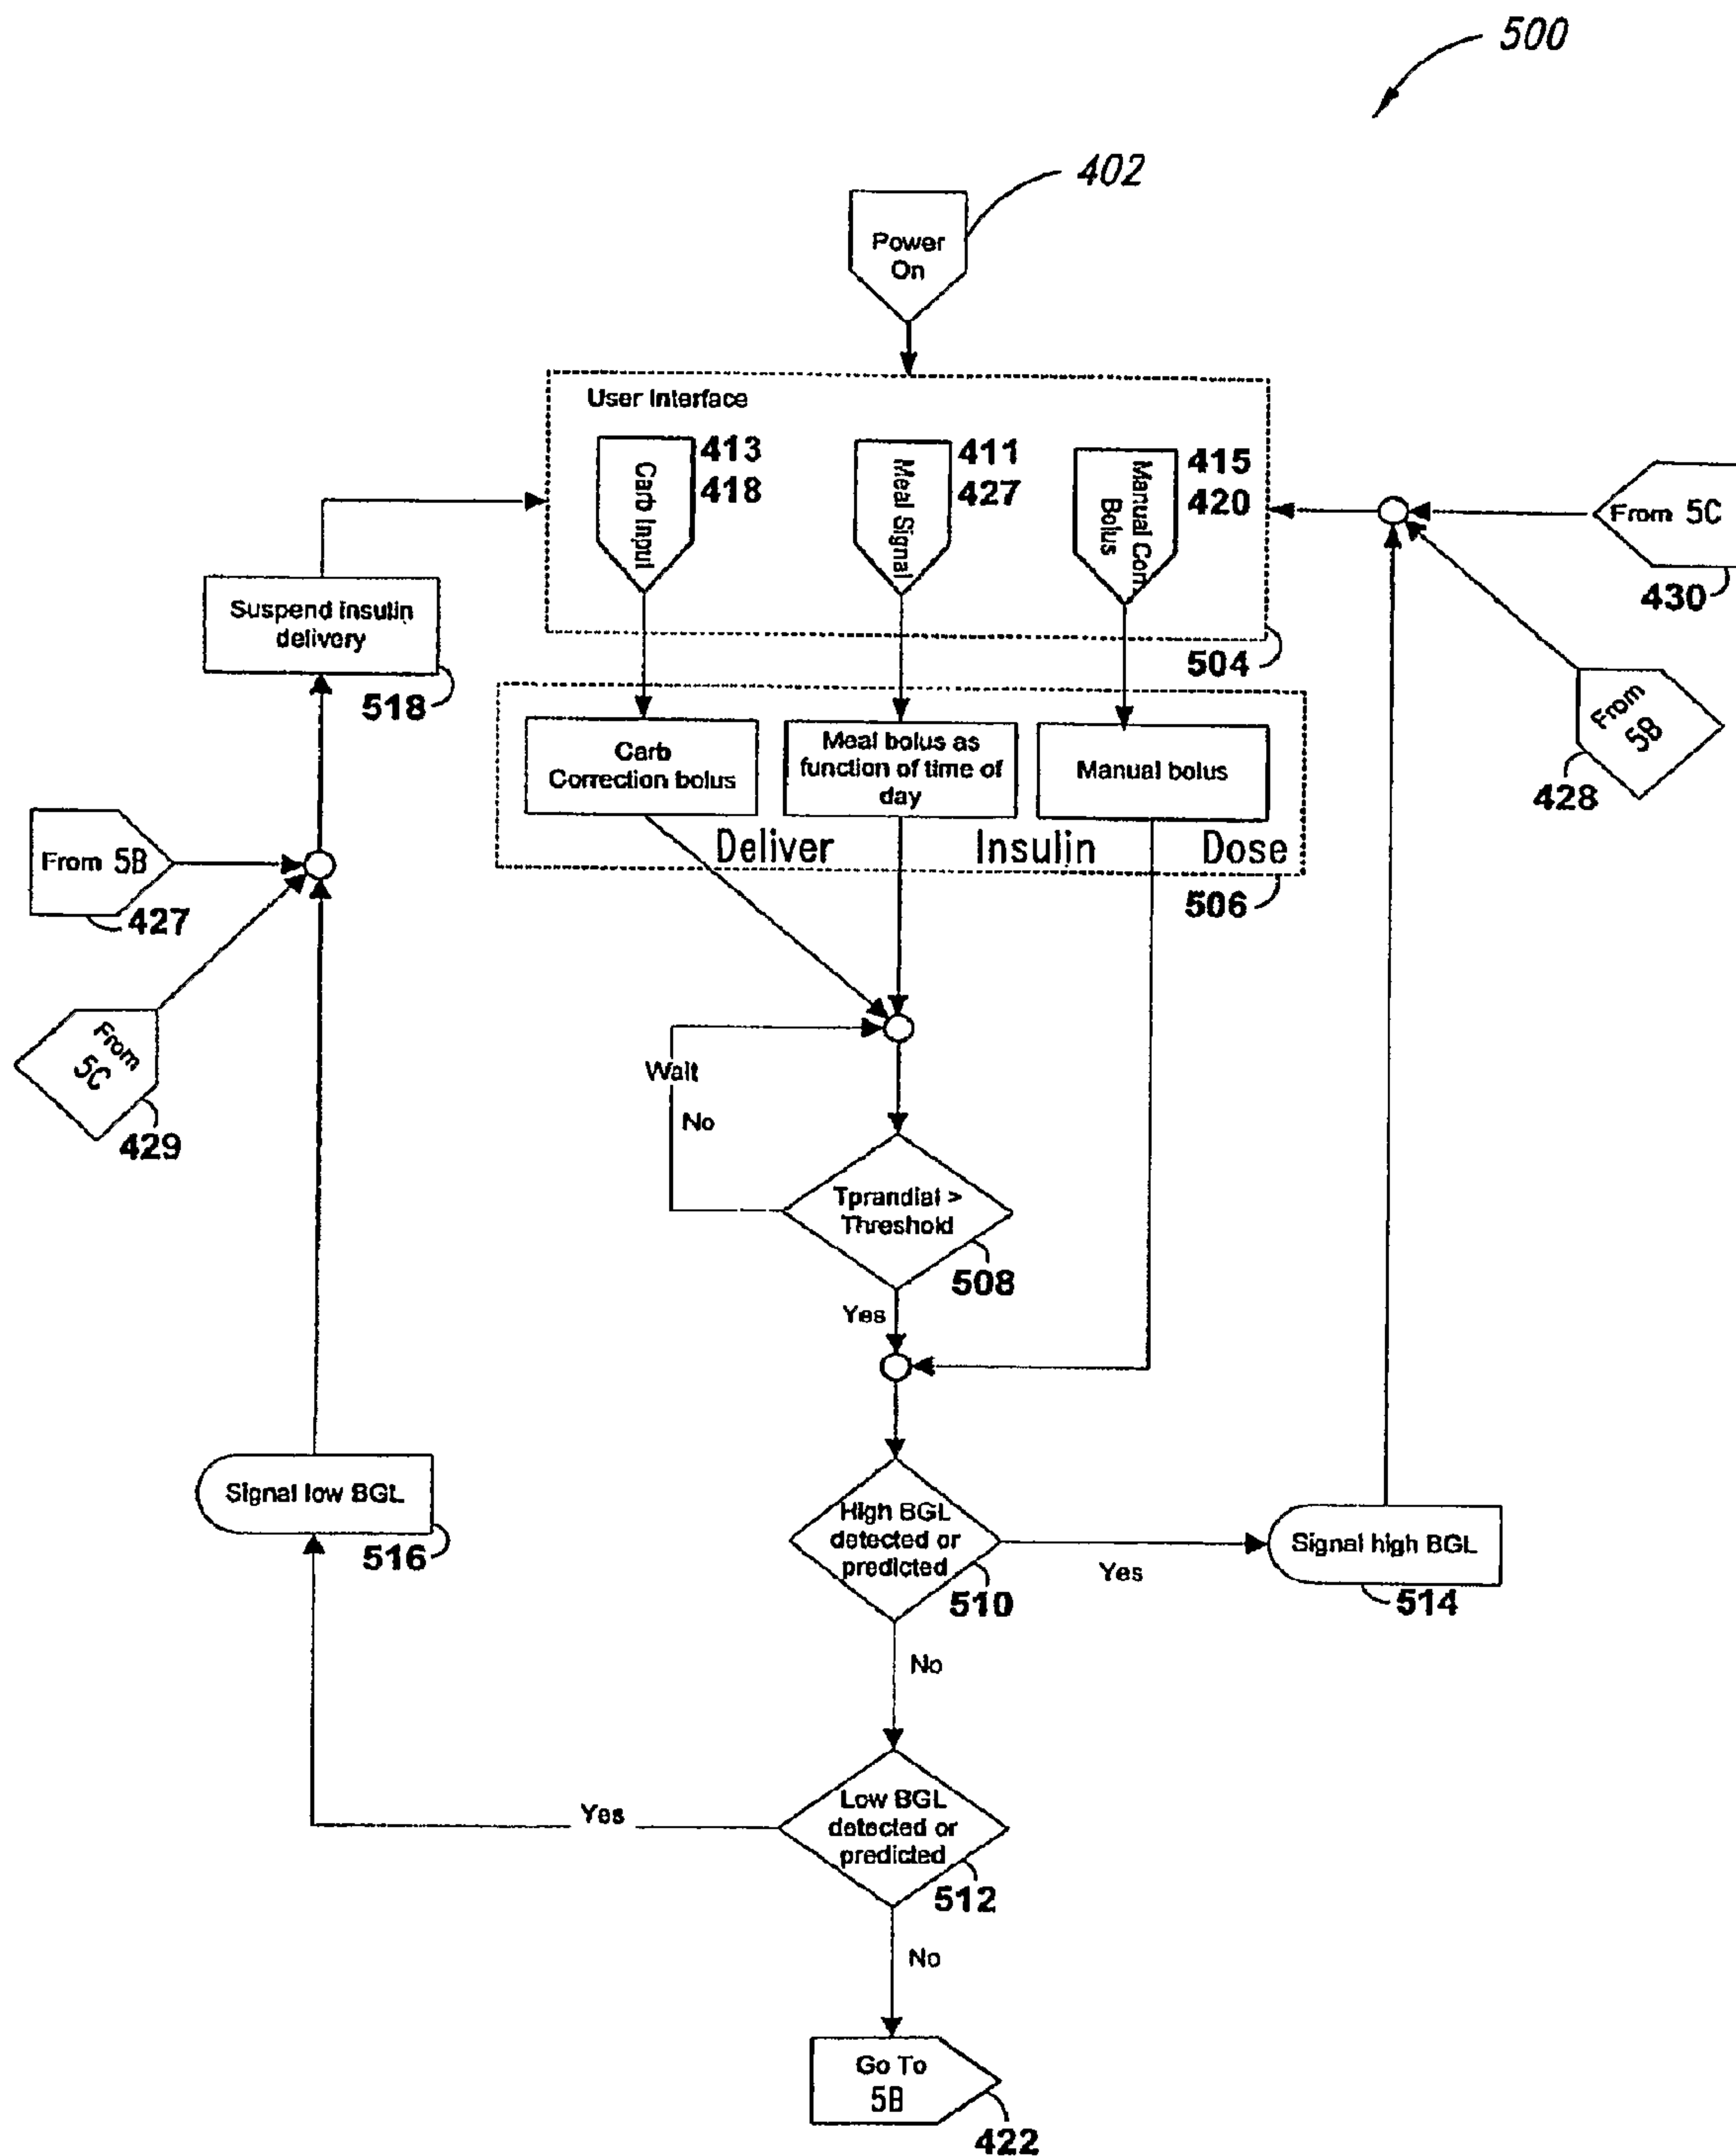 500
402
Power
On
User Interface
413
418
Carb Input
411
427
Meal Signal
415
420
Manual Corr
Bolus
From 5C
430
Suspend insulin
delivery
518
504
From
5B
428
Carb
Correction bolus
Meal bolus as
function of time of
day
Manual bolus
Deliver Insulin Dose
506
From 5B
427
From
5C
429
Wait
No
Tprandial >
Threshold
508
Yes
Signal low BGL
516
High BGL
detected or
predicted
510
Yes
Signal high BGL
514
No
Yes
Low BGL
detected or
predicted
512
No
Go To
5B
422